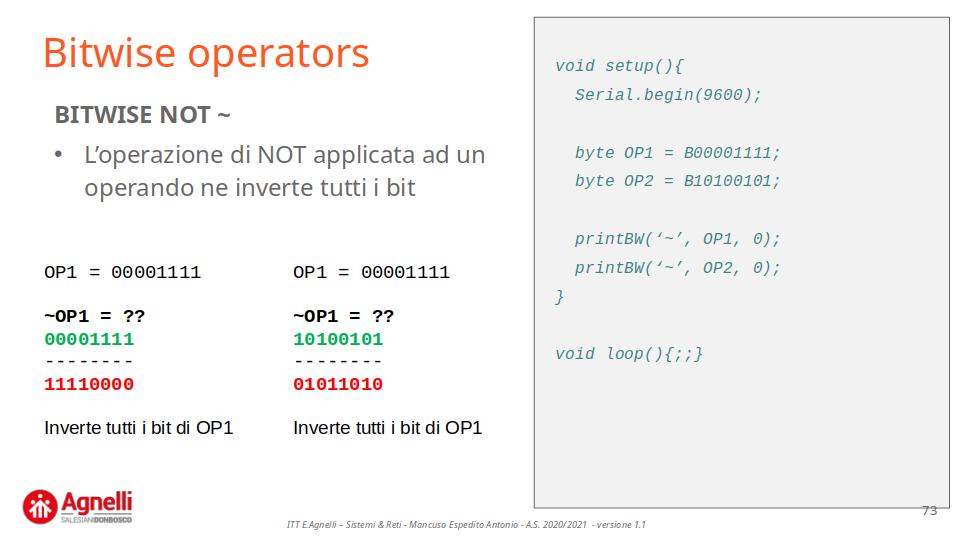 Bitwise operators
BITWISE NOT ~
• L’operazione di NOT applicata ad un
operando ne inverte tutti i bit
OP1 = 00001111
~OP1 = ??
00001111
--------
11110000
Inverte tutti i bit di OP1
OP1 = 00001111
~OP1 = ??
10100101
--------
01011010
Inverte tutti i bit di OP1
void setup(){
  Serial.begin(9600);
  byte OP1 = B00001111;
  byte OP2 = B10100101;
  printBW(‘~’, OP1, 0);
  printBW(‘~’, OP2, 0);
}
void loop(){;;}
Agnelli
SALESIANIDONBOSCO
ITT E.Agnelli – Sistemi & Reti - Mancuso Espedito Antonio - A.S. 2020/2021 - versione 1.1
73